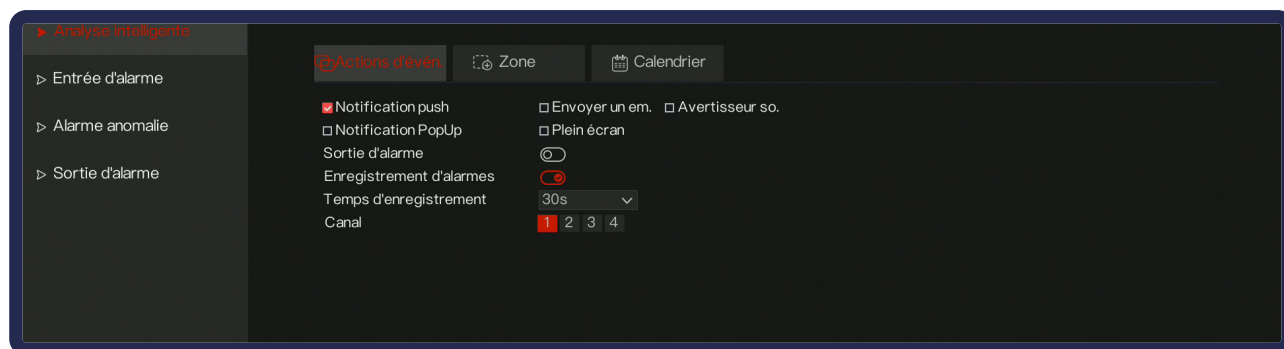 Analyse intelligente
Entrée d'alarme
Alarme anomalie
Sortie d'alarme
Actions d'éven.
Zone
Calendrier
Notification push
Envoyer un em.
Avertisseur so.
Notification PopUp
Plein écran
Sortie d'alarme
Enregistrement d'alarmes
Temps d'enregistrement
30s
Canal
1 2 3 4